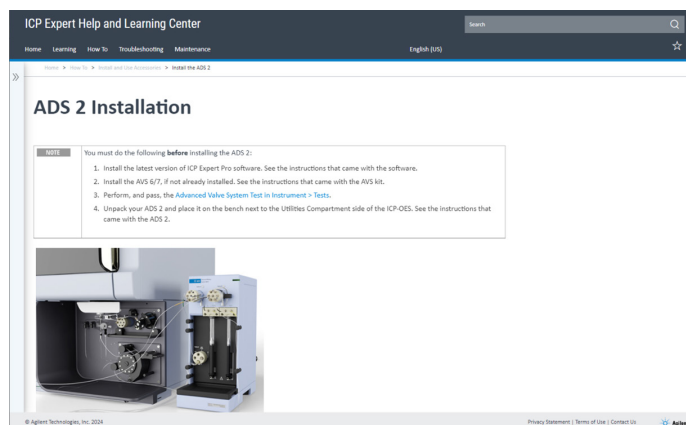 ICP Expert Help and Learning Center
Search
Home Learning How To Troubleshooting Maintenance English (US)
Home > How To > Install and Use Accessories > Install the ADS 2
ADS 2 Installation
NOTE You must do the following before installing the ADS 2:
1. Install the latest version of ICP Expert Pro software. See the instructions that came with the software.
2. Install the AVS 6/7, if not already installed. See the instructions that came with the AVS kit.
3. Perform, and pass, the Advanced Valve System Test in Instrument > Tests.
4. Unpack your ADS 2 and place it on the bench next to the Utilities Compartment side of the ICP-OES. See the instructions that
came with the ADS 2.
© Agilent Technologies, Inc. 2024 Privacy Statement | Terms of Use | Contact Us Agilent